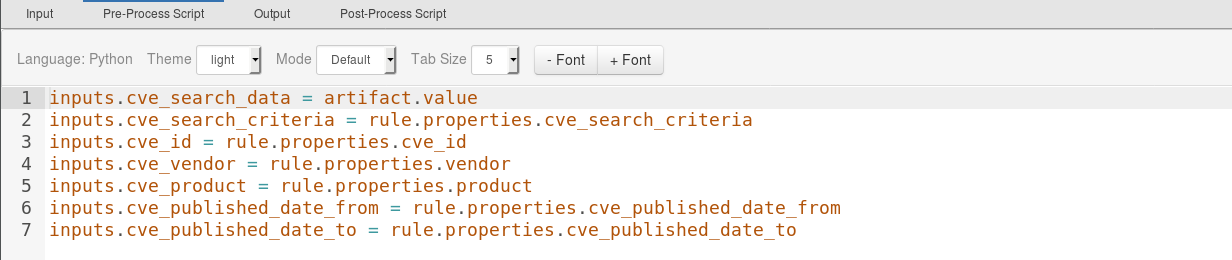 Input Pre-Process Script Output Post-Process Script
Language: Python Theme light Mode Default Tab Size 5 - Font + Font
1 inputs.cve_search_data = artifact.value
2 inputs.cve_search_criteria = rule.properties.cve_search_criteria
3 inputs.cve_id = rule.properties.cve_id
4 inputs.cve_vendor = rule.properties.vendor
5 inputs.cve_product = rule.properties.product
6 inputs.cve_published_date_from = rule.properties.cve_published_date_from
7 inputs.cve_published_date_to = rule.properties.cve_published_date_to